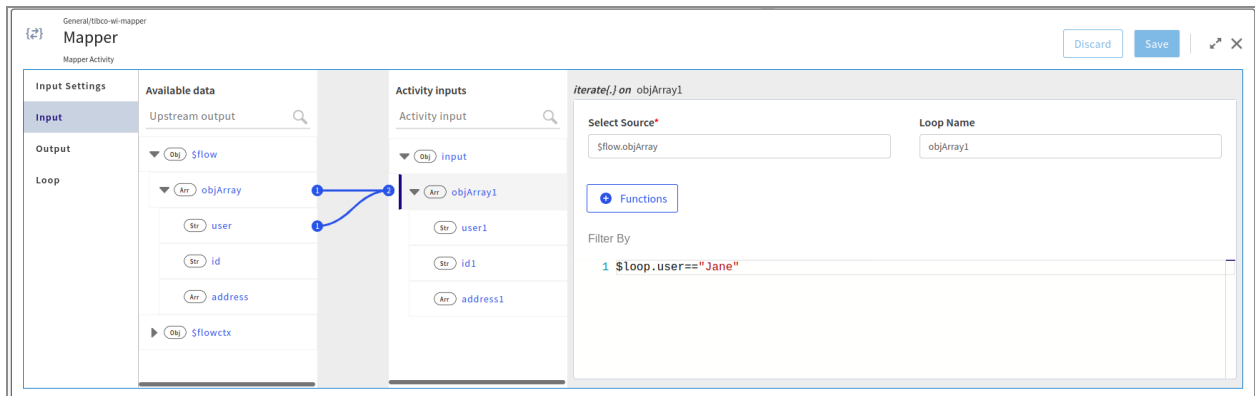 General/tibco-wi-mapper
Mapper
Mapper Activity
Discard
Save
Input Settings
Input
Output
Loop
Available data
Upstream output
Obj $flow
Arr objArray
Str user
Str id
Arr address
Obj $flowctx
1
1
2
Activity inputs
Activity input
Obj input
Arr objArray1
Str user1
Str id1
Arr address1
iterate{.} on objArray1
Select Source*
$flow.objArray
Loop Name
objArray1
Functions
Filter By
1 $loop.user=="Jane"